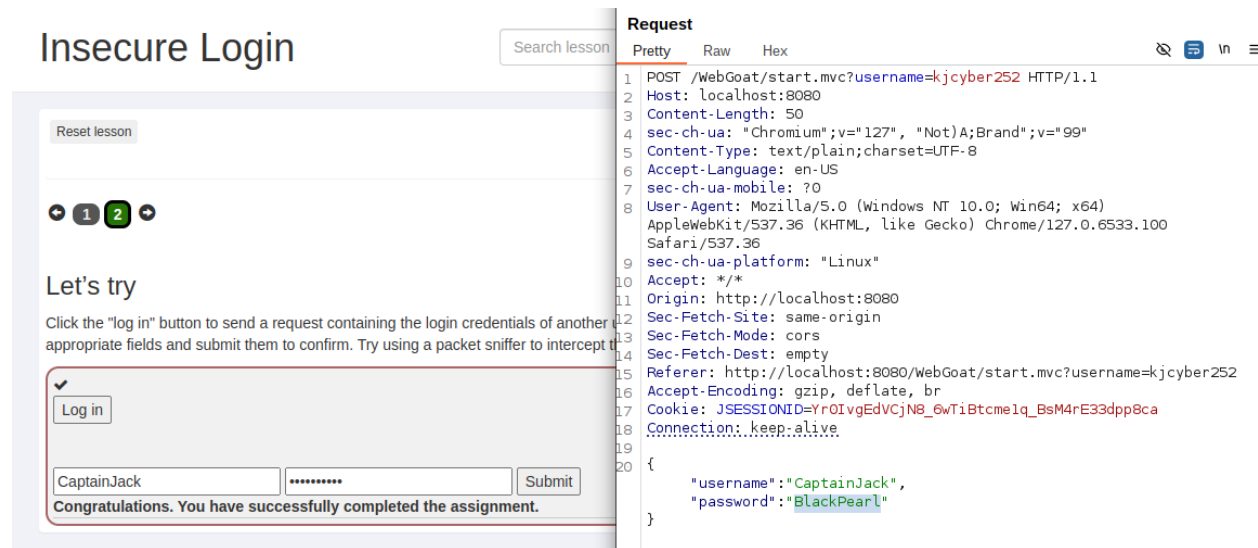 Insecure Login
Search lesson
Reset lesson
1 2
Let's try
Click the "log in" button to send a request containing the login credentials of another
appropriate fields and submit them to confirm. Try using a packet sniffer to intercept
Log in
CaptainJack •••••••••• Submit
Congratulations. You have successfully completed the assignment.
Request
Pretty Raw Hex \n
1 POST /WebGoat/start.mvc?username=kjcyber252 HTTP/1.1
2 Host: localhost:8080
3 Content-Length: 50
4 sec-ch-ua: "Chromium";v="127", "Not)A;Brand";v="99"
5 Content-Type: text/plain;charset=UTF-8
6 Accept-Language: en-US
7 sec-ch-ua-mobile: ?0
8 User-Agent: Mozilla/5.0 (Windows NT 10.0; Win64; x64)
AppleWebKit/537.36 (KHTML, like Gecko) Chrome/127.0.6533.100
Safari/537.36
9 sec-ch-ua-platform: "Linux"
10 Accept: */*
11 Origin: http://localhost:8080
12 Sec-Fetch-Site: same-origin
13 Sec-Fetch-Mode: cors
14 Sec-Fetch-Dest: empty
15 Referer: http://localhost:8080/WebGoat/start.mvc?username=kjcyber252
16 Accept-Encoding: gzip, deflate, br
17 Cookie: JSESSIONID=YrOIvgEdVCjN8_6wTiBtcme1q_BsM4rE33dpp8ca
18 Connection: keep-alive
19
20 {
"username":"CaptainJack",
"password":"BlackPearl"
}